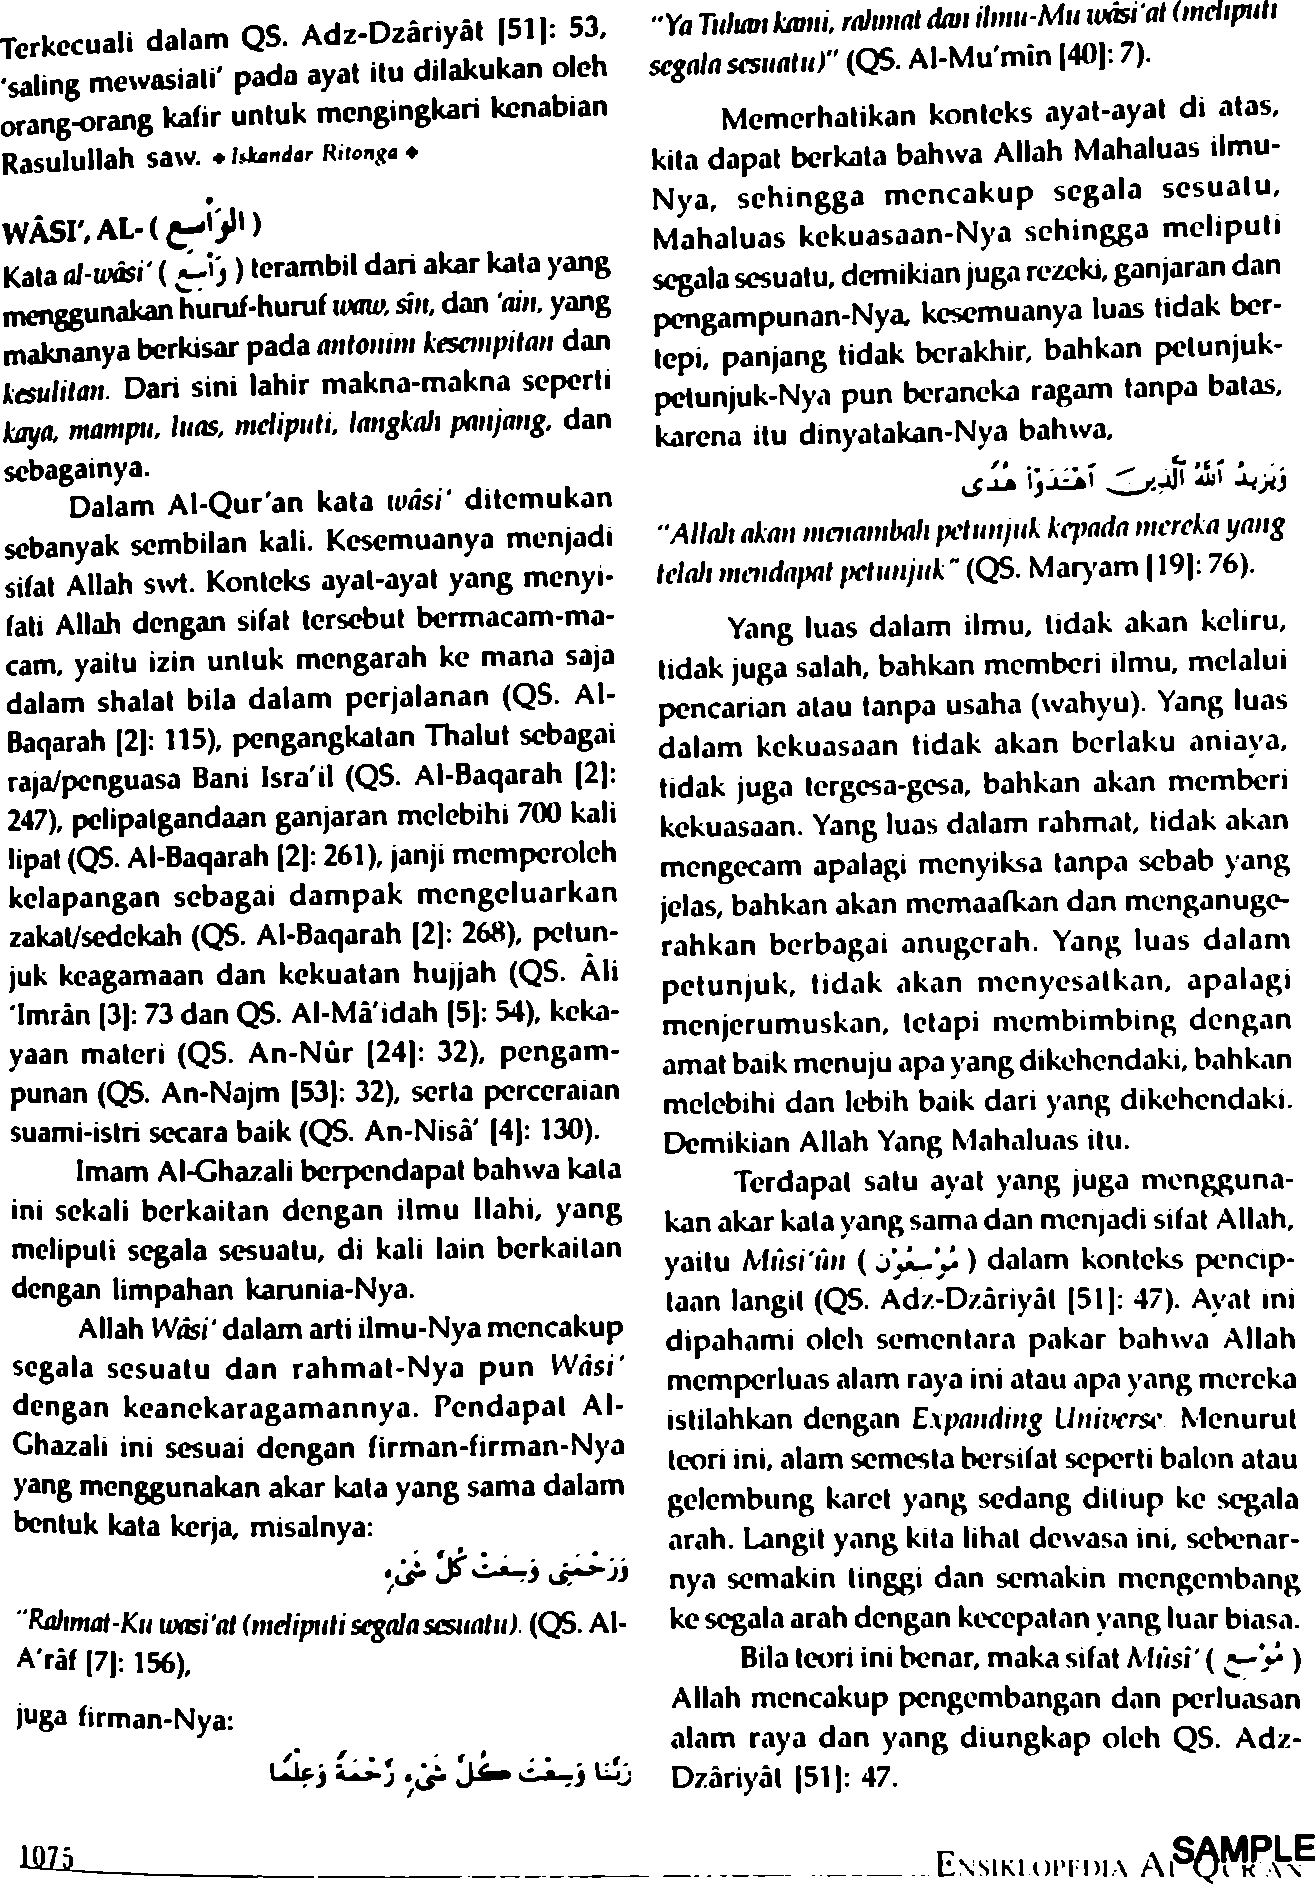 Terkecuali dalam QS. Adz-Dzâriyât [51]: 53,
'saling mewasiati' pada ayat itu dilakukan oleh
orang-orang kafir untuk mengingkari kenabian
Rasulullah saw. ♦ Iskandar Ritonga ♦
WÂSI', AL- ( الْوَاسِع )
Kata al-wâsi' ( وَاسِع ) terambil dari akar kata yang
menggunakan huruf-huruf waw, sîn, dan 'ain, yang
maknanya berkisar pada antonim kesempitan dan
kesulitan. Dari sini lahir makna-makna seperti
kaya, mampu, luas, meliputi, langkah panjang, dan
sebagainya.
Dalam Al-Qur'an kata wâsi' ditemukan
sebanyak sembilan kali. Kesemuanya menjadi
sifat Allah swt. Konteks ayat-ayat yang menyi-
fati Allah dengan sifat tersebut bermacam-ma-
cam, yaitu izin untuk mengarah ke mana saja
dalam shalat bila dalam perjalanan (QS. Al-
Baqarah [2]: 115), pengangkatan Thalut sebagai
raja/penguasa Bani Isra'il (QS. Al-Baqarah [2]:
247), pelipatgandaan ganjaran melebihi 700 kali
lipat (QS. Al-Baqarah [2]: 261), janji memperoleh
kelapangan sebagai dampak mengeluarkan
zakat/sedekah (QS. Al-Baqarah [2]: 268), petun-
juk keagamaan dan kekuatan hujjah (QS. Âli
'Imrân [3]: 73 dan QS. Al-Mâ'idah [5]: 54), keka-
yaan materi (QS. An-Nûr [24]: 32), pengam-
punan (QS. An-Najm [53]: 32), serta perceraian
suami-istri secara baik (QS. An-Nisâ' [4]: 130).
Imam Al-Ghazali berpendapat bahwa kata
ini sekali berkaitan dengan ilmu Ilahi, yang
meliputi segala sesuatu, di kali lain berkaitan
dengan limpahan karunia-Nya.
Allah Wâsi' dalam arti ilmu-Nya mencakup
segala sesuatu dan rahmat-Nya pun Wâsi'
dengan keanekaragamannya. Pendapat Al-
Ghazali ini sesuai dengan firman-firman-Nya
yang menggunakan akar kata yang sama dalam
bentuk kata kerja, misalnya:
وَرَحْمَتِى وَسِعَتْ كُلَّ شَىْءٍ
"Rahmat-Ku wasi'at (meliputi segala sesuatu). (QS. Al-
A'râf [7]: 156),
juga firman-Nya:
رَبَّنَا وَسِعْتَ كُلَّ شَىْءٍ رَّحْمَةً وَعِلْمًا
"Ya Tuhan kami, rahmat dan ilmu-Mu wâsi'at (meliputi
segala sesuatu)" (QS. Al-Mu'min [40]: 7).
Memerhatikan konteks ayat-ayat di atas,
kita dapat berkata bahwa Allah Mahaluas ilmu-
Nya, sehingga mencakup segala sesuatu,
Mahaluas kekuasaan-Nya sehingga meliputi
segala sesuatu, demikian juga rezeki, ganjaran dan
pengampunan-Nya, kesemuanya luas tidak ber-
tepi, panjang tidak berakhir, bahkan petunjuk-
petunjuk-Nya pun beraneka ragam tanpa batas,
karena itu dinyatakan-Nya bahwa,
وَيَزِيدُ ٱللَّهُ ٱلَّذِينَ ٱهْتَدَوْا۟ هُدًى
"Allah akan menambah petunjuk kepada mereka yang
telah mendapat petunjuk" (QS. Maryam [19]: 76).
Yang luas dalam ilmu, tidak akan keliru,
tidak juga salah, bahkan memberi ilmu, melalui
pencarian atau tanpa usaha (wahyu). Yang luas
dalam kekuasaan tidak akan berlaku aniaya,
tidak juga tergesa-gesa, bahkan akan memberi
kekuasaan. Yang luas dalam rahmat, tidak akan
mengecam apalagi menyiksa tanpa sebab yang
jelas, bahkan akan memaafkan dan menganuge-
rahkan berbagai anugerah. Yang luas dalam
petunjuk, tidak akan menyesatkan, apalagi
menjerumuskan, tetapi membimbing dengan
amat baik menuju apa yang dikehendaki, bahkan
melebihi dan lebih baik dari yang dikehendaki.
Demikian Allah Yang Mahaluas itu.
Terdapat satu ayat yang juga mengguna-
kan akar kata yang sama dan menjadi sifat Allah,
yaitu Mûsi'ûn ( مُوْسِعُوْنَ ) dalam konteks pencip-
taan langit (QS. Adz-Dzâriyât [51]: 47). Ayat ini
dipahami oleh sementara pakar bahwa Allah
memperluas alam raya ini atau apa yang mereka
istilahkan dengan Expanding Universe. Menurut
teori ini, alam semesta bersifat seperti balon atau
gelembung karet yang sedang ditiup ke segala
arah. Langit yang kita lihat dewasa ini, sebenar-
nya semakin tinggi dan semakin mengembang
ke segala arah dengan kecepatan yang luar biasa.
Bila teori ini benar, maka sifat Mûsi' ( مُوْسِع )
Allah mencakup pengembangan dan perluasan
alam raya dan yang diungkap oleh QS. Adz-
Dzâriyât [51]: 47.
1075
ENSIKLOPEDIA AL-QUR'AN
SAMPLE